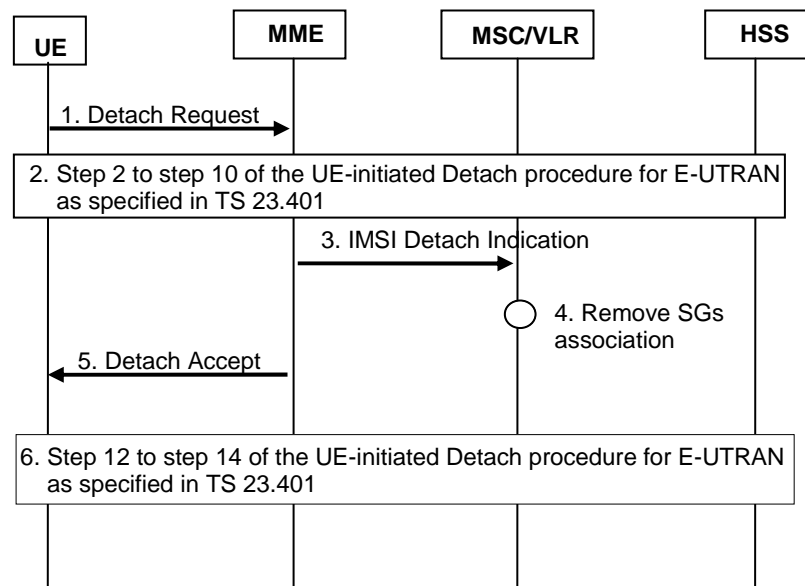 UE
MME
MSC/VLR
HSS
1. Detach Request
2. Step 2 to step 10 of the UE-initiated Detach procedure for E-UTRAN
as specified in TS 23.401
3. IMSI Detach Indication
4. Remove SGs
association
5. Detach Accept
6. Step 12 to step 14 of the UE-initiated Detach procedure for E-UTRAN
as specified in TS 23.401